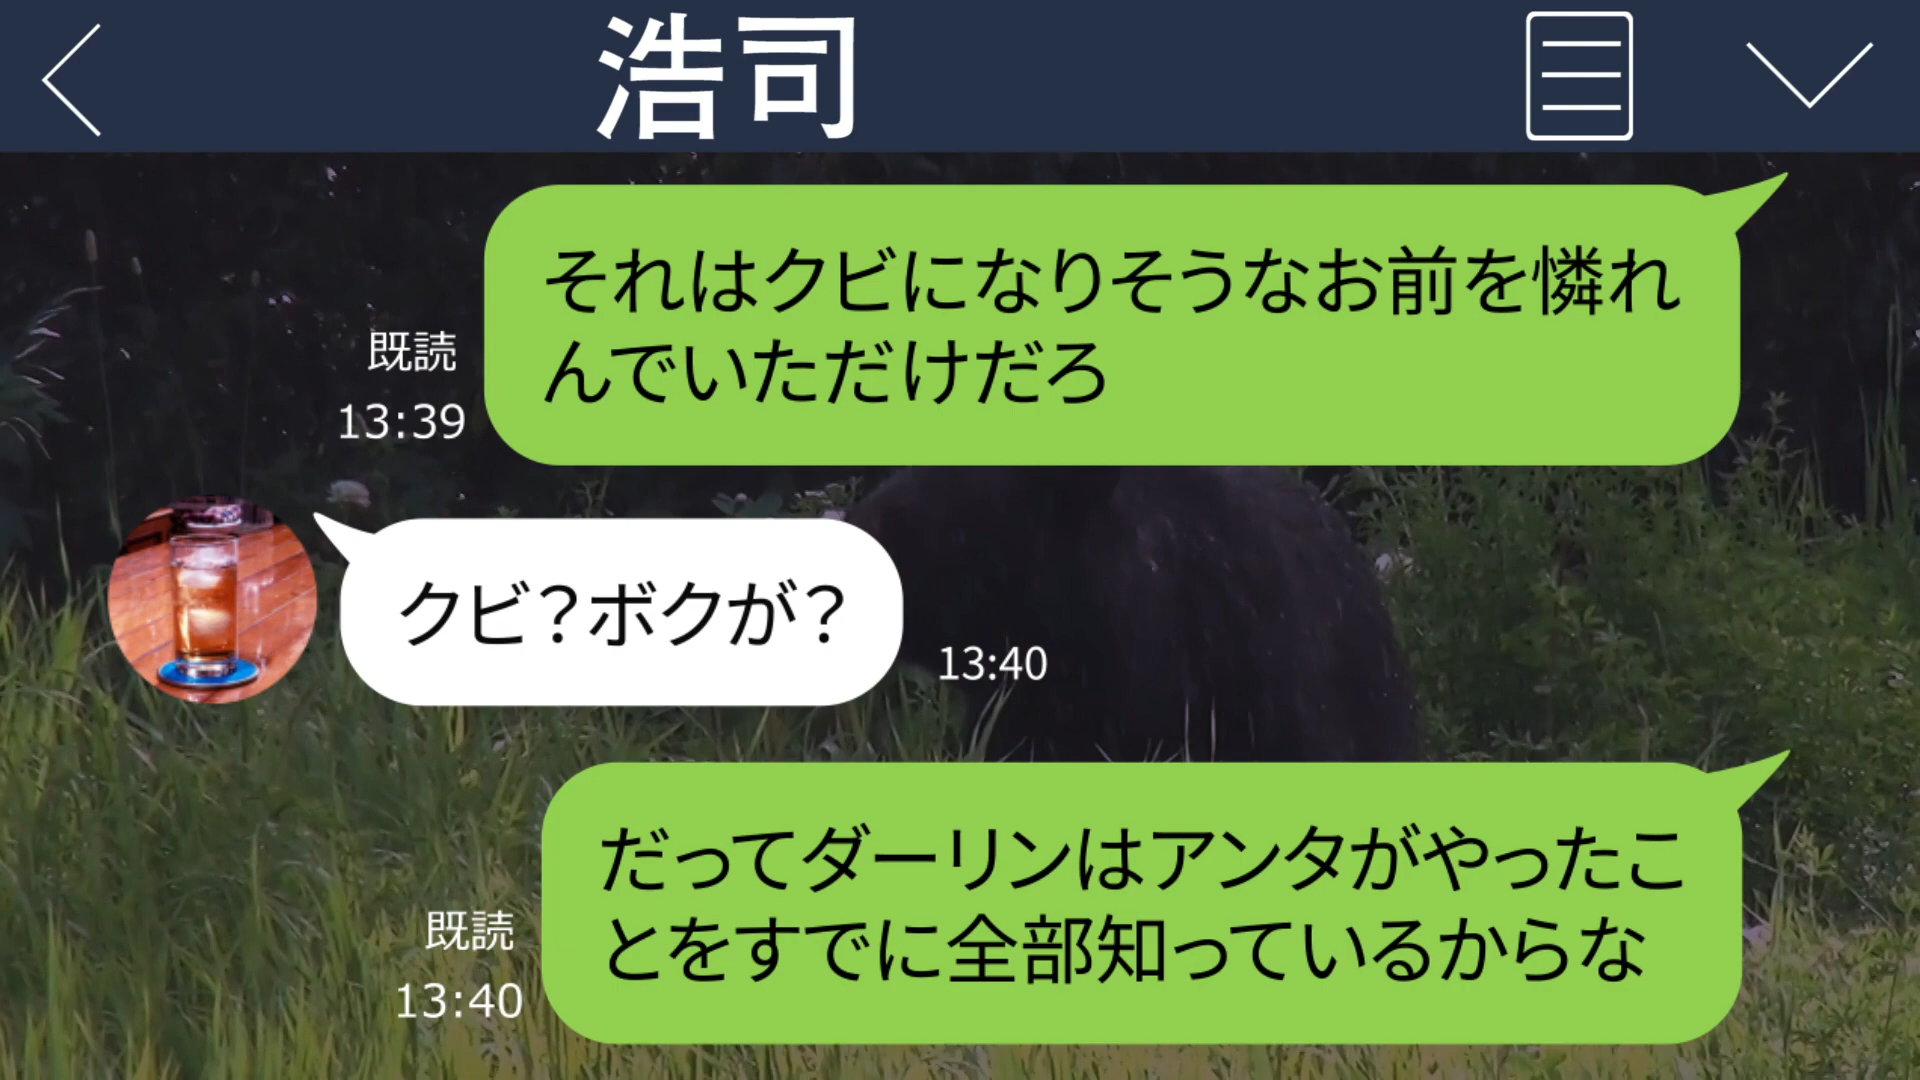 浩司
それはクビになりそうなお前を憐れ
んでいただけだろ
既読
13:39
クビ？ボクが？
13:40
だってダーリンはアンタがやったこ
とをすでに全部知っているからな
既読
13:40